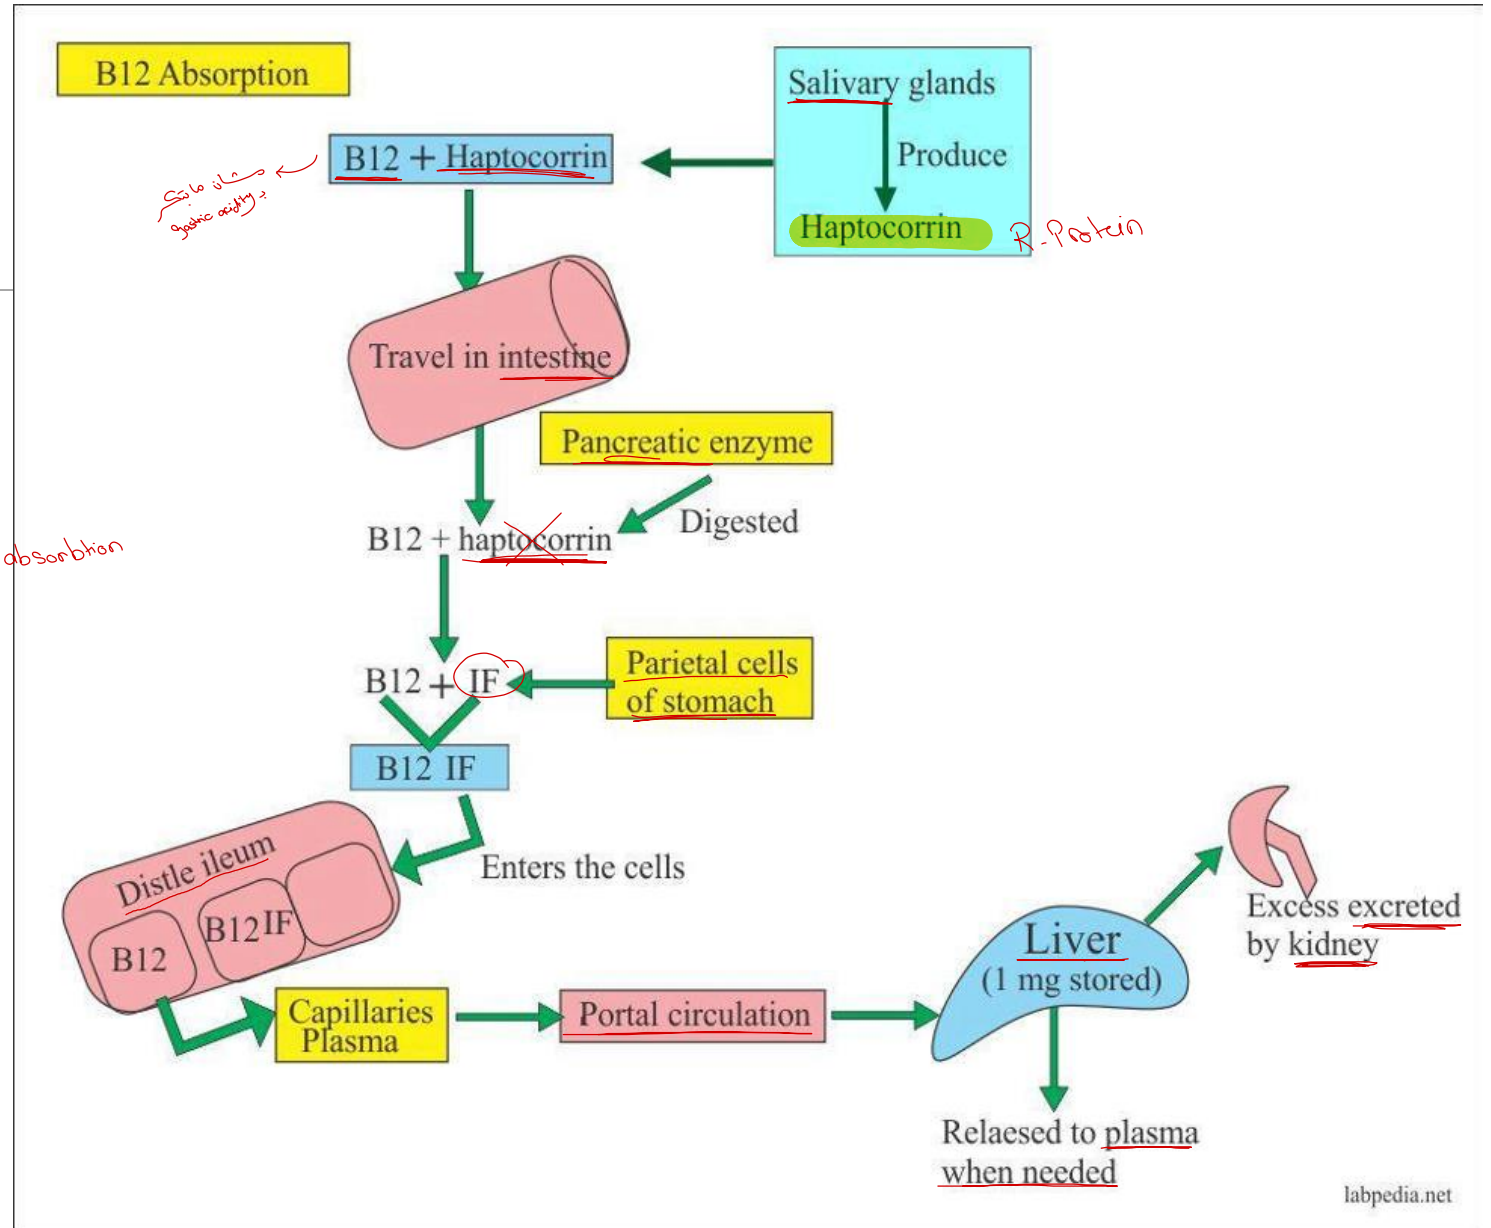 B12 Absorption
Salivary glands
Produce
Haptocorrin
R-Protein
B12 + Haptocorrin
gastric acidity
Travel in intestine
Pancreatic enzyme
Digested
B12 + haptocorrin
absorbtion
B12 + IF
Parietal cells
of stomach
B12 IF
Enters the cells
Distle ileum
B12
B12 IF
Capillaries
Plasma
Portal circulation
Liver
(1 mg stored)
Excess excreted
by kidney
Relaesed to plasma
when needed
labpedia.net